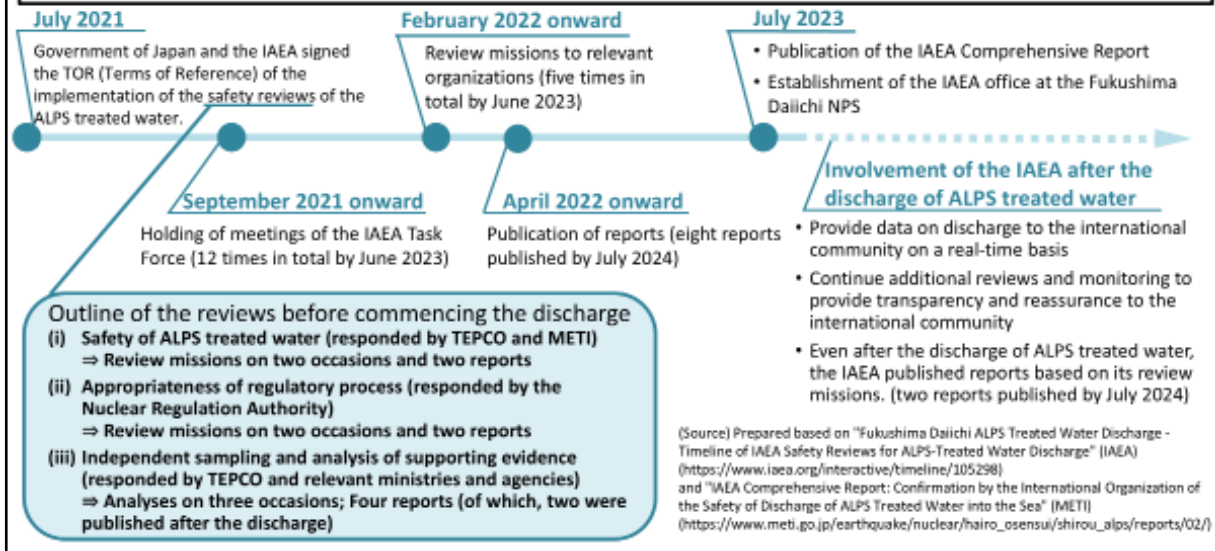 July 2021
Government of Japan and the IAEA signed
the TOR (Terms of Reference) of the
implementation of the safety reviews of the
ALPS treated water.
February 2022 onward
Review missions to relevant
organizations (five times in
total by June 2023)
July 2023
• Publication of the IAEA Comprehensive Report
• Establishment of the IAEA office at the Fukushima
Daiichi NPS
September 2021 onward
Holding of meetings of the IAEA Task
Force (12 times in total by June 2023)
April 2022 onward
Publication of reports (eight reports
published by July 2024)
Involvement of the IAEA after the
discharge of ALPS treated water
• Provide data on discharge to the international
community on a real-time basis
• Continue additional reviews and monitoring to
provide transparency and reassurance to the
international community
• Even after the discharge of ALPS treated water,
the IAEA published reports based on its review
missions. (two reports published by July 2024)
Outline of the reviews before commencing the discharge
(i) Safety of ALPS treated water (responded by TEPCO and METI)
⇒ Review missions on two occasions and two reports
(ii) Appropriateness of regulatory process (responded by the
Nuclear Regulation Authority)
⇒ Review missions on two occasions and two reports
(iii) Independent sampling and analysis of supporting evidence
(responded by TEPCO and relevant ministries and agencies)
⇒ Analyses on three occasions; Four reports (of which, two were
published after the discharge)
(Source) Prepared based on "Fukushima Daiichi ALPS Treated Water Discharge -
Timeline of IAEA Safety Reviews for ALPS-Treated Water Discharge" (IAEA)
(https://www.iaea.org/interactive/timeline/105298)
and "IAEA Comprehensive Report: Confirmation by the International Organization of
the Safety of Discharge of ALPS Treated Water into the Sea" (METI)
(https://www.meti.go.jp/earthquake/nuclear/hairo_osensui/shirou_alps/reports/02/)